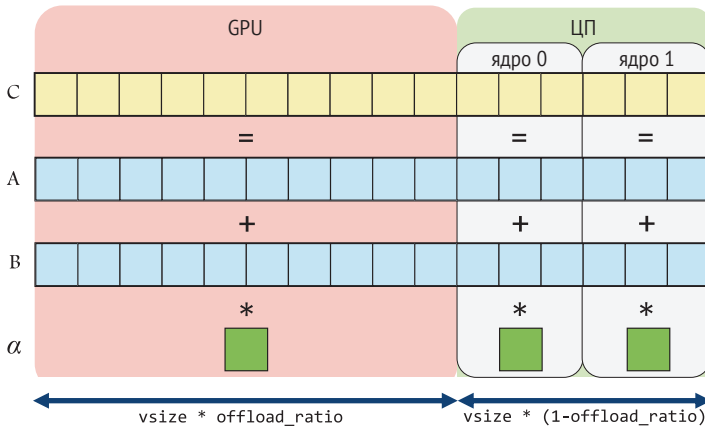 GPU ЦП
ядро 0 ядро 1
C
= = =
A
+ + +
B
* * *
α
vsize * offload_ratio vsize * (1-offload_ratio)